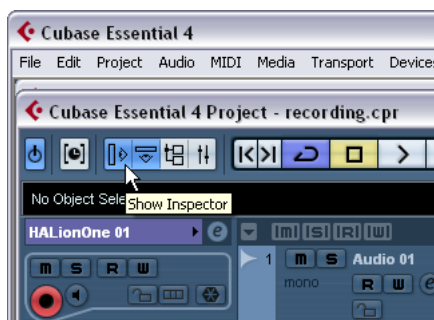 Cubase Essential 4
File Edit Project Audio MIDI Media Transport Devices
Cubase Essential 4 Project - recording.cpr
No Object Sele
Show Inspector
HALionOne 01 e m s R W
1 m S Audio 01
m S R W
mono R W e